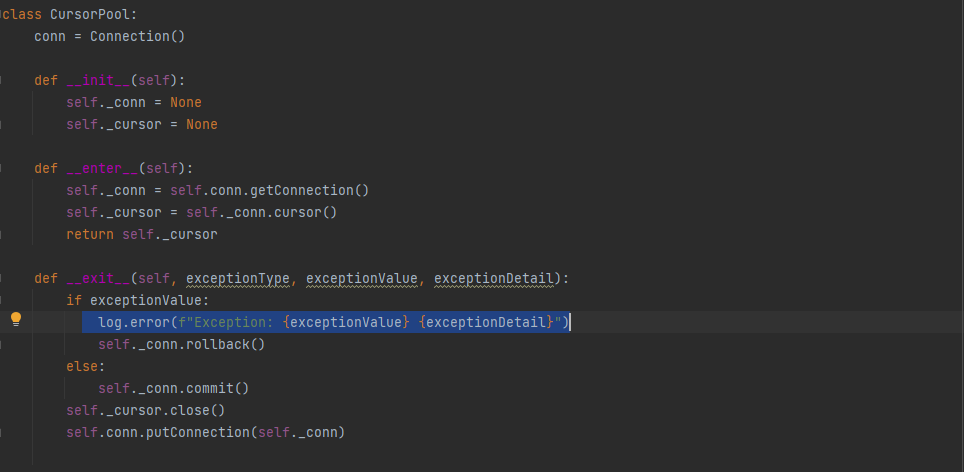 class CursorPool:
    conn = Connection()
    def __init__(self):
        self._conn = None
        self._cursor = None
    def __enter__(self):
        self._conn = self.conn.getConnection()
        self._cursor = self._conn.cursor()
        return self._cursor
    def __exit__(self, exceptionType, exceptionValue, exceptionDetail):
        if exceptionValue:
            log.error(f"Exception: {exceptionValue} {exceptionDetail}")
            self._conn.rollback()
        else:
            self._conn.commit()
        self._cursor.close()
        self.conn.putConnection(self._conn)